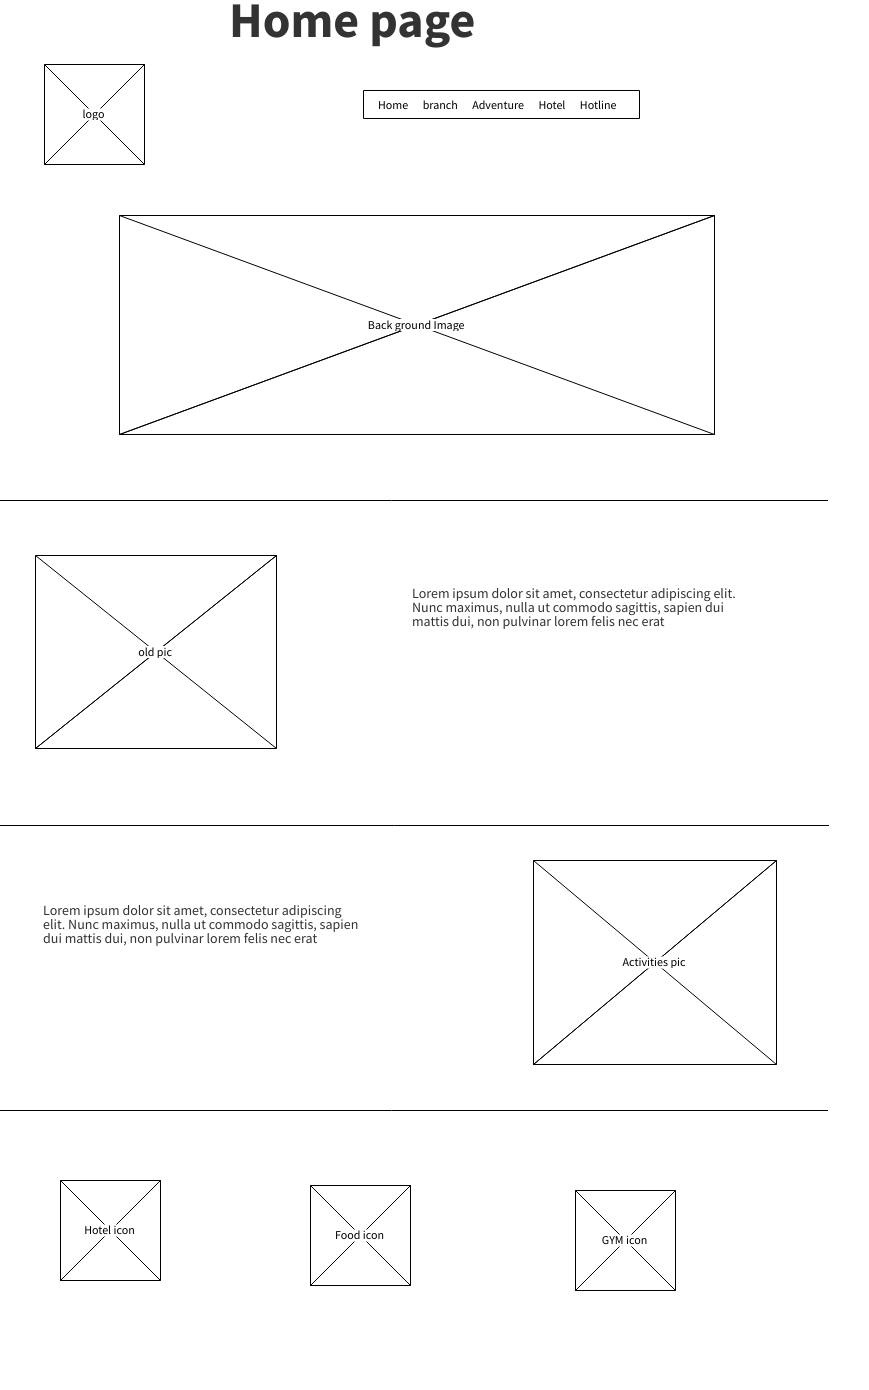 Home page
logo
Home branch Adventure Hotel Hotline
Back ground Image
old pic
Lorem ipsum dolor sit amet, consectetur adipiscing elit.
Nunc maximus, nulla ut commodo sagittis, sapien dui
mattis dui, non pulvinar lorem felis nec erat
Lorem ipsum dolor sit amet, consectetur adipiscing
elit. Nunc maximus, nulla ut commodo sagittis, sapien
dui mattis dui, non pulvinar lorem felis nec erat
Activities pic
Hotel icon
Food icon
GYM icon